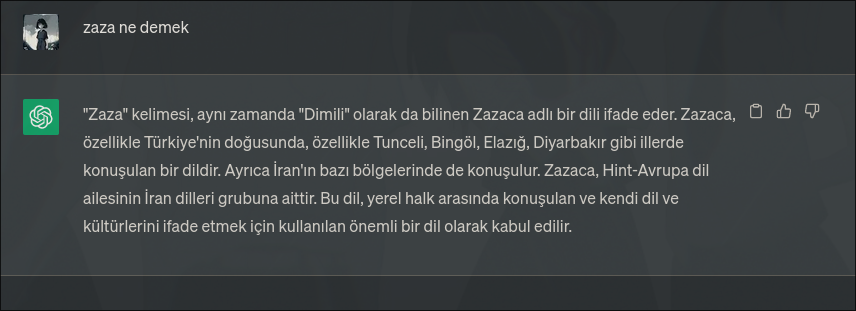 zaza ne demek
"Zaza" kelimesi, aynı zamanda "Dimili" olarak da bilinen Zazaca adlı bir dili ifade eder. Zazaca,
özellikle Türkiye'nin doğusunda, özellikle Tunceli, Bingöl, Elazığ, Diyarbakır gibi illerde
konuşulan bir dildir. Ayrıca İran'ın bazı bölgelerinde de konuşulur. Zazaca, Hint-Avrupa dil
ailesinin İran dilleri grubuna aittir. Bu dil, yerel halk arasında konuşulan ve kendi dil ve
kültürlerini ifade etmek için kullanılan önemli bir dil olarak kabul edilir.